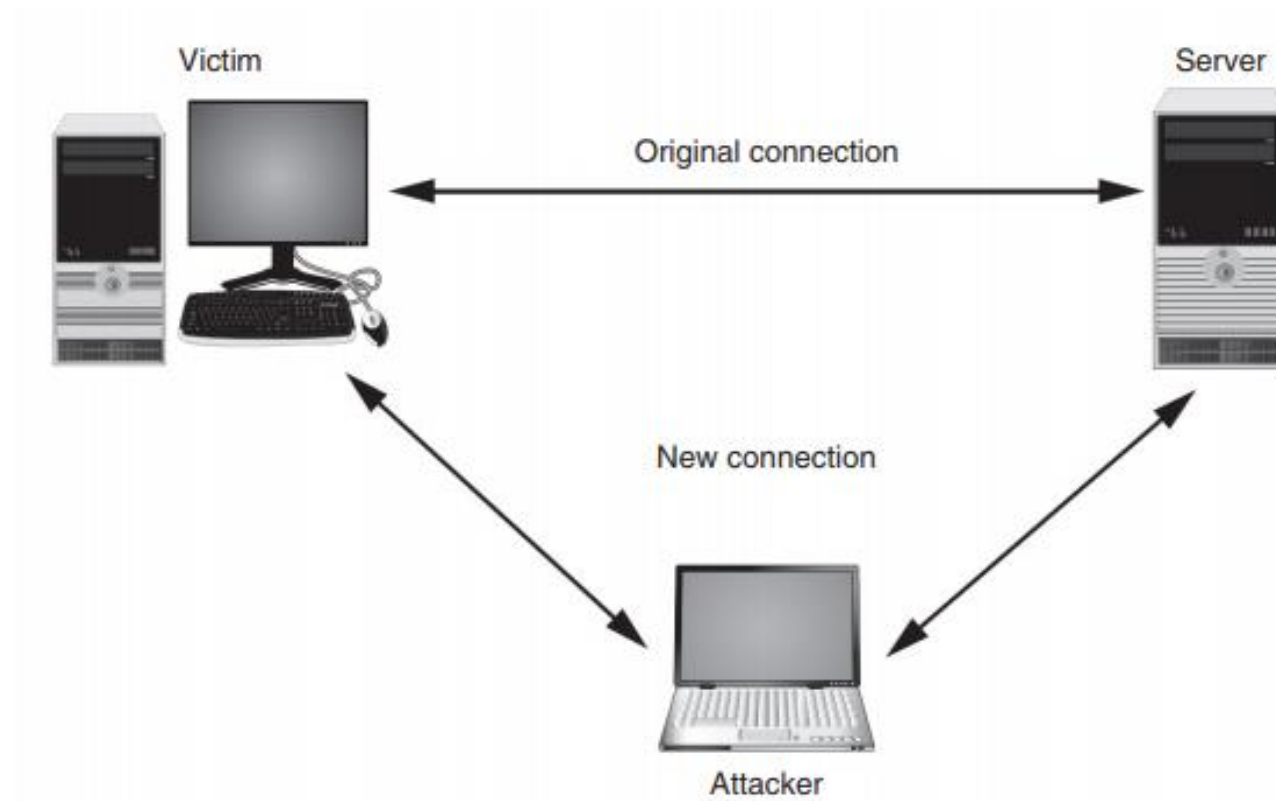 Victim
Server
Original connection
New connection
Attacker